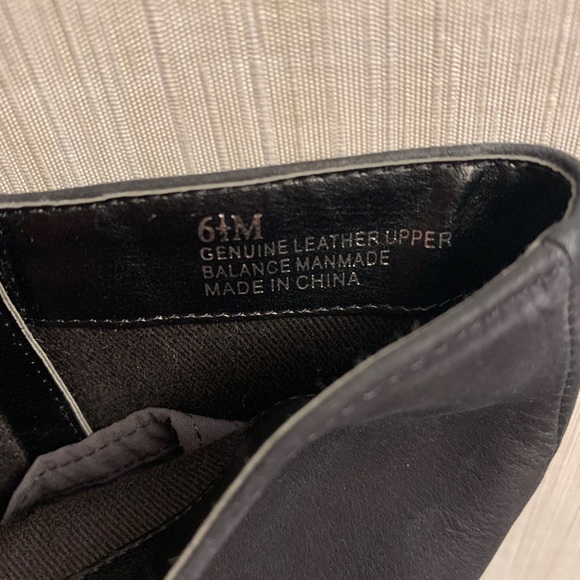 6½M
GENUINE LEATHER UPPER
BALANCE MANMADE
MADE IN CHINA